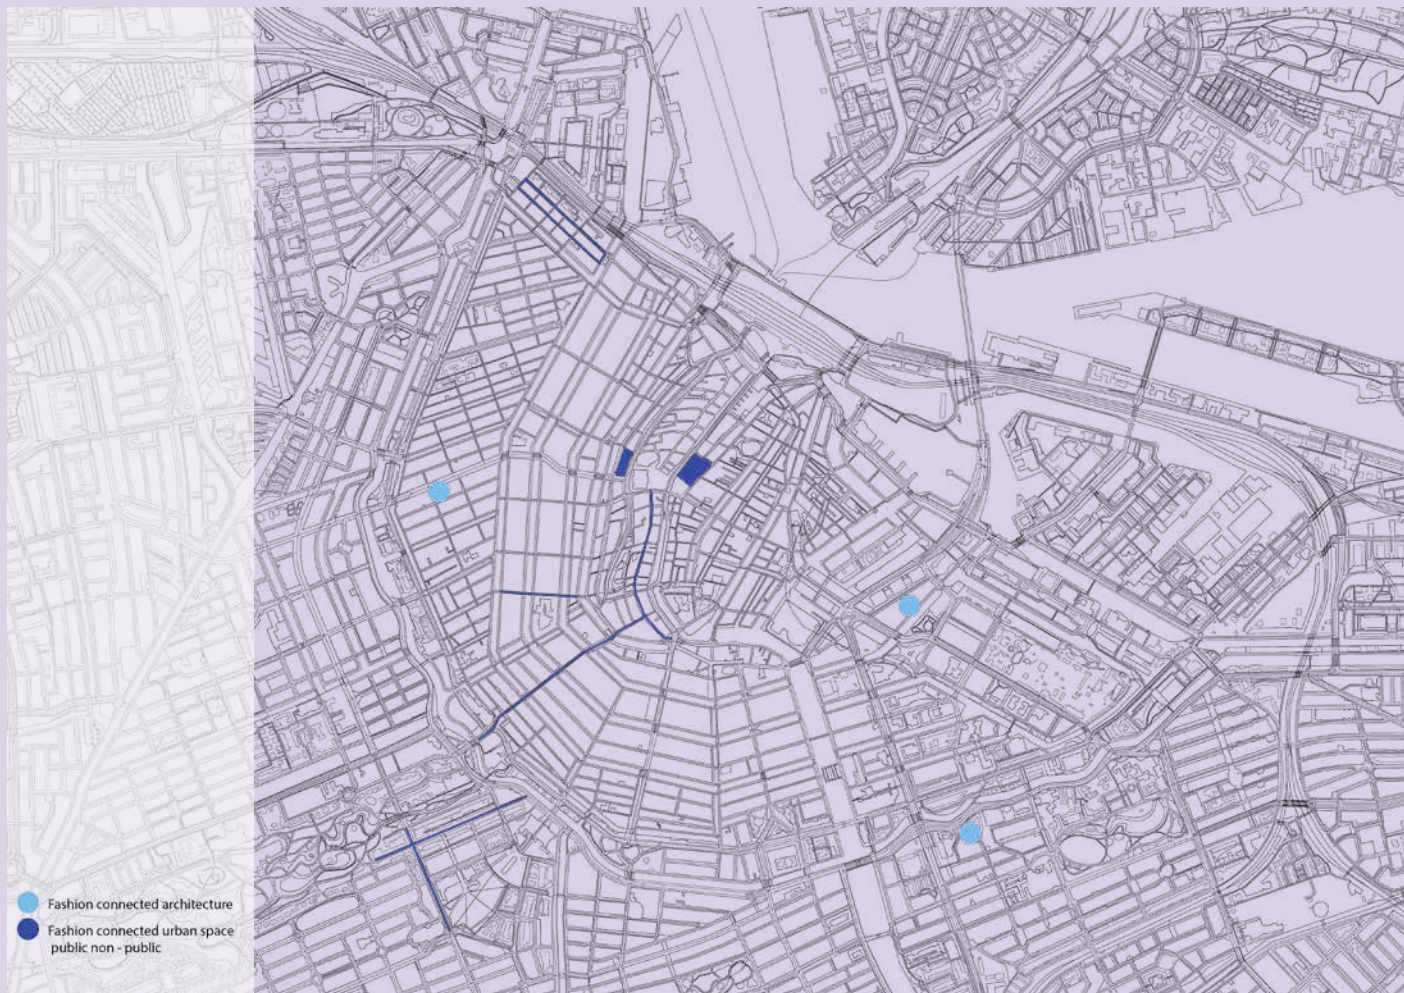 Fashion connected architecture
Fashion connected urban space
public non - public